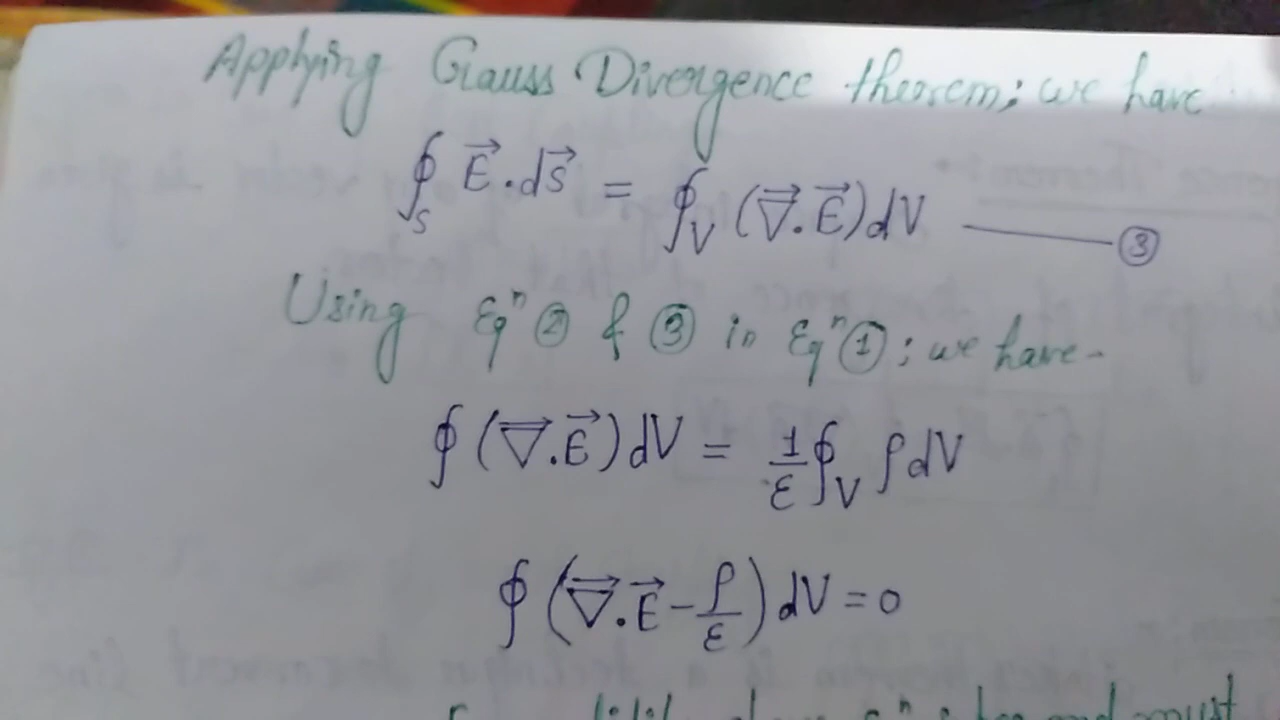 Applying Gauss Divergence theorem; we have
∮_S E⃗.ds⃗ = ∮_V (∇⃗.E⃗)dV —— ③
Using Eqⁿ ② & ③ in Eqⁿ ①; we have-
∮ (∇⃗.E⃗)dV = 1/ε ∮_V ρdV
∮ (∇⃗.E⃗ - ρ/ε) dV = 0